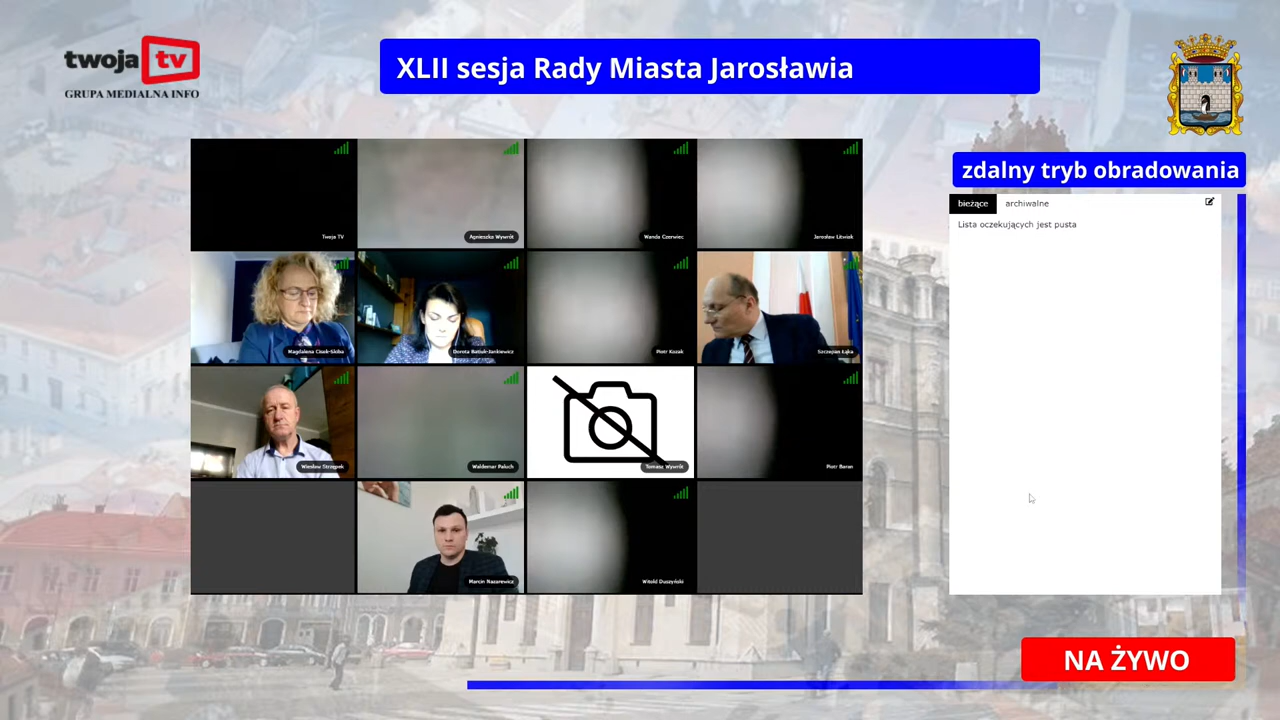 twoja tv
GRUPA MEDIALNA INFO
XLII sesja Rady Miasta Jarosławia
zdalny tryb obradowania
bieżące archiwalne
Lista oczekujących jest pusta
Twoja TV
Agnieszka Wywrót
Wanda Czerwiec
Jarosław Litwiak
Magdalena Cisek-Skiba
Dorota Batiuk-Jankiewicz
Piotr Kozak
Szczepan Łąka
Wiesław Strzępek
Waldemar Paluch
Tomasz Wywrót
Piotr Baran
Marcin Nazarewicz
Witold Duszyński
NA ŻYWO